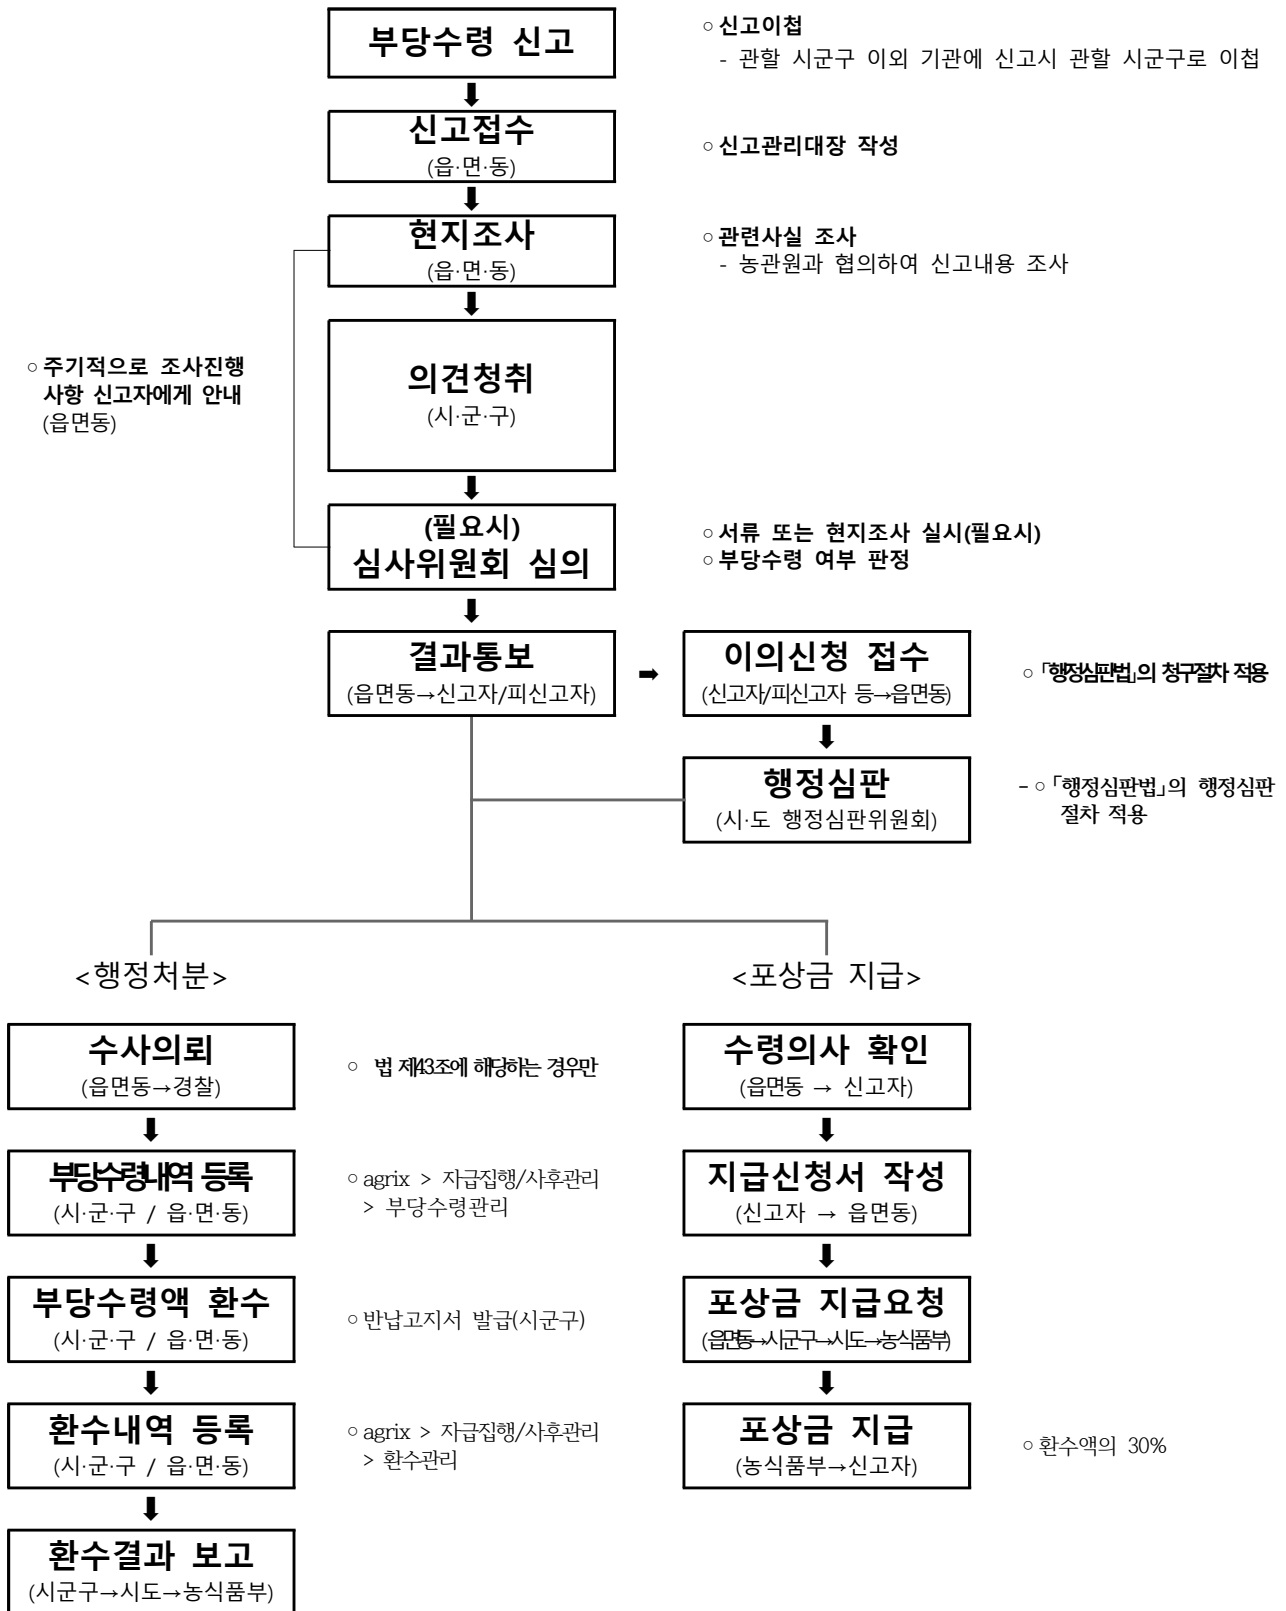 부당수령 신고
○ 신고이첩
- 관할 시군구 이외 기관에 신고시 관할 시군구로 이첩
신고접수
(읍·면·동)
○ 신고관리대장 작성
현지조사
(읍·면·동)
○ 관련사실 조사
- 농관원과 협의하여 신고내용 조사
○ 주기적으로 조사진행
사항 신고자에게 안내
(읍면동)
의견청취
(시·군·구)
(필요시)
심사위원회 심의
○ 서류 또는 현지조사 실시(필요시)
○ 부당수령 여부 판정
결과통보
(읍면동→신고자/피신고자)
이의신청 접수
(신고자/피신고자 등→읍면동)
○ 「행정심판법」의 청구절차 적용
행정심판
(시·도 행정심판위원회)
- ○ 「행정심판법」의 행정심판
절차 적용
<행정처분>
<포상금 지급>
수사의뢰
(읍면동→경찰)
○ 법 제43조에 해당하는 경우만
수령의사 확인
(읍면동 → 신고자)
부당수령내역 등록
(시·군·구 / 읍·면·동)
○ agrix > 자급집행/사후관리
> 부당수령관리
지급신청서 작성
(신고자 → 읍면동)
부당수령액 환수
(시·군·구 / 읍·면·동)
○ 반납고지서 발급(시군구)
포상금 지급요청
(읍면동→시군구→시도→농식품부)
환수내역 등록
(시·군·구 / 읍·면·동)
○ agrix > 자급집행/사후관리
> 환수관리
포상금 지급
(농식품부→신고자)
○ 환수액의 30%
환수결과 보고
(시군구→시도→농식품부)